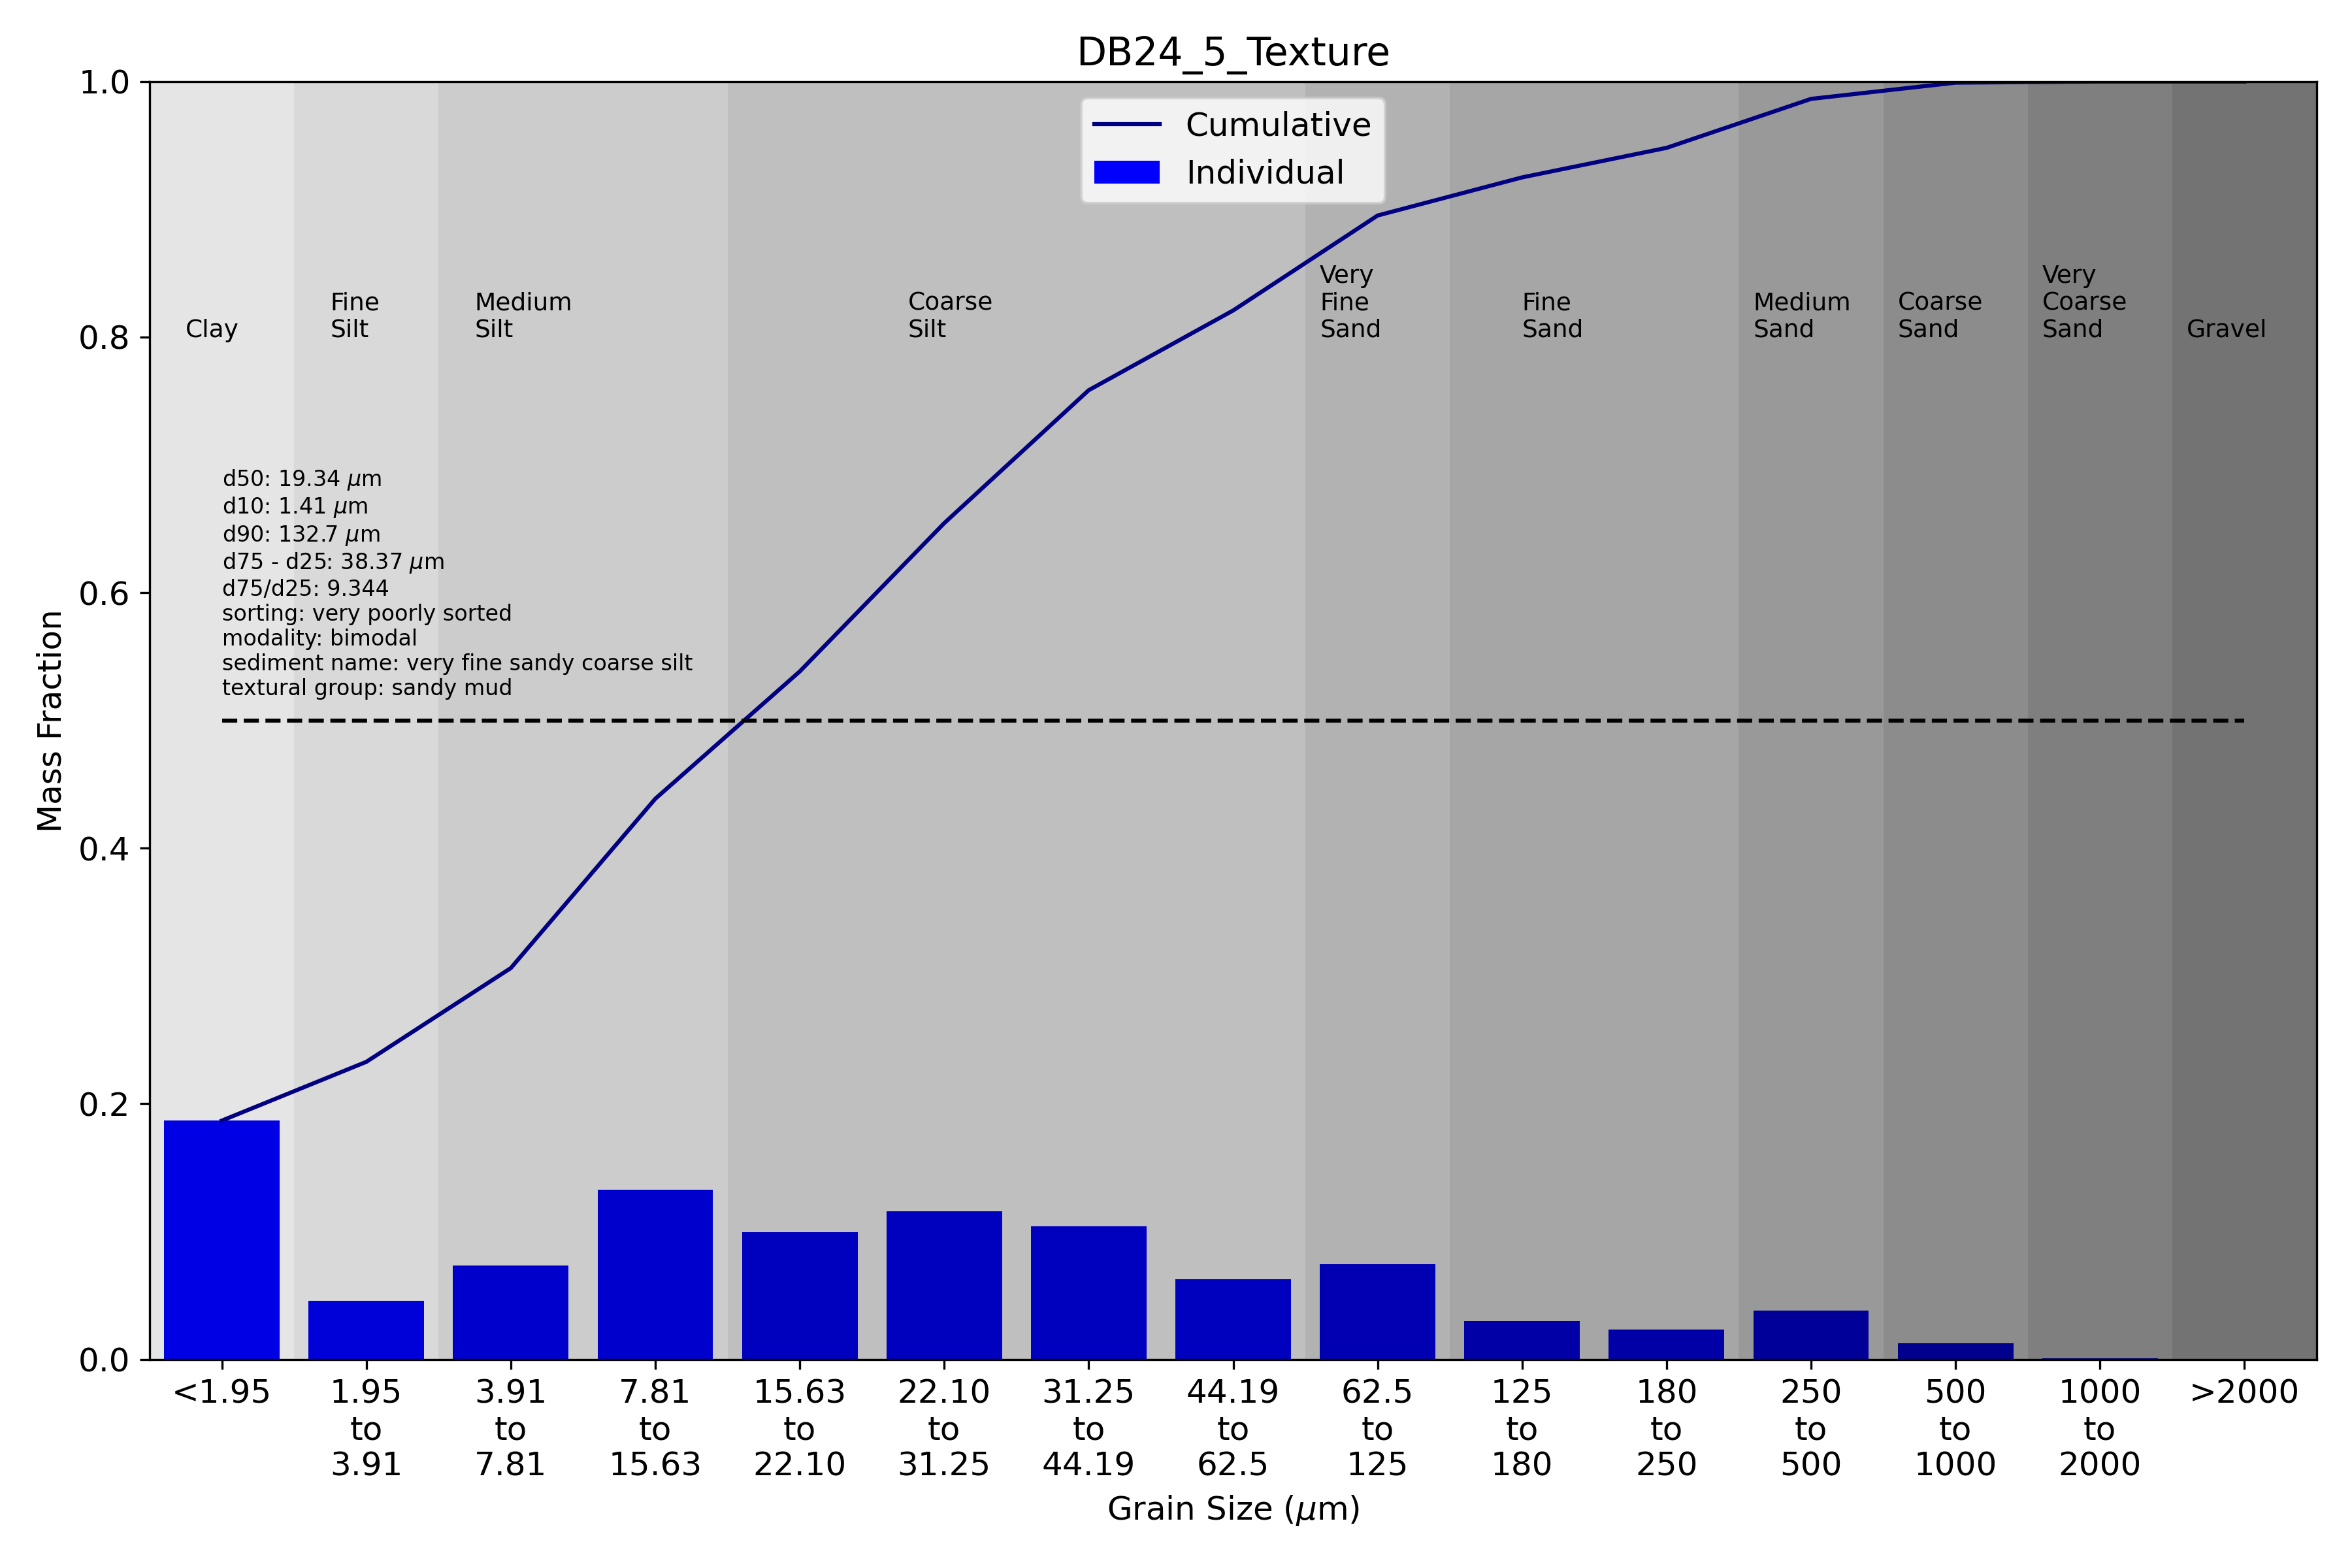 DB24_5_Texture
Cumulative
Individual
1.0
0.8
0.6
0.4
0.2
0.0
Mass Fraction
Clay
Fine
Silt
Medium
Silt
Coarse
Silt
Very
Fine
Sand
Fine
Sand
Medium
Sand
Coarse
Sand
Very
Coarse
Sand
Gravel
d50: 19.34 μm
d10: 1.41 μm
d90: 132.7 μm
d75 - d25: 38.37 μm
d75/d25: 9.344
sorting: very poorly sorted
modality: bimodal
sediment name: very fine sandy coarse silt
textural group: sandy mud
<1.95
1.95
to
3.91
3.91
to
7.81
7.81
to
15.63
15.63
to
22.10
22.10
to
31.25
31.25
to
44.19
44.19
to
62.5
62.5
to
125
125
to
180
180
to
250
250
to
500
500
to
1000
1000
to
2000
>2000
Grain Size (μm)